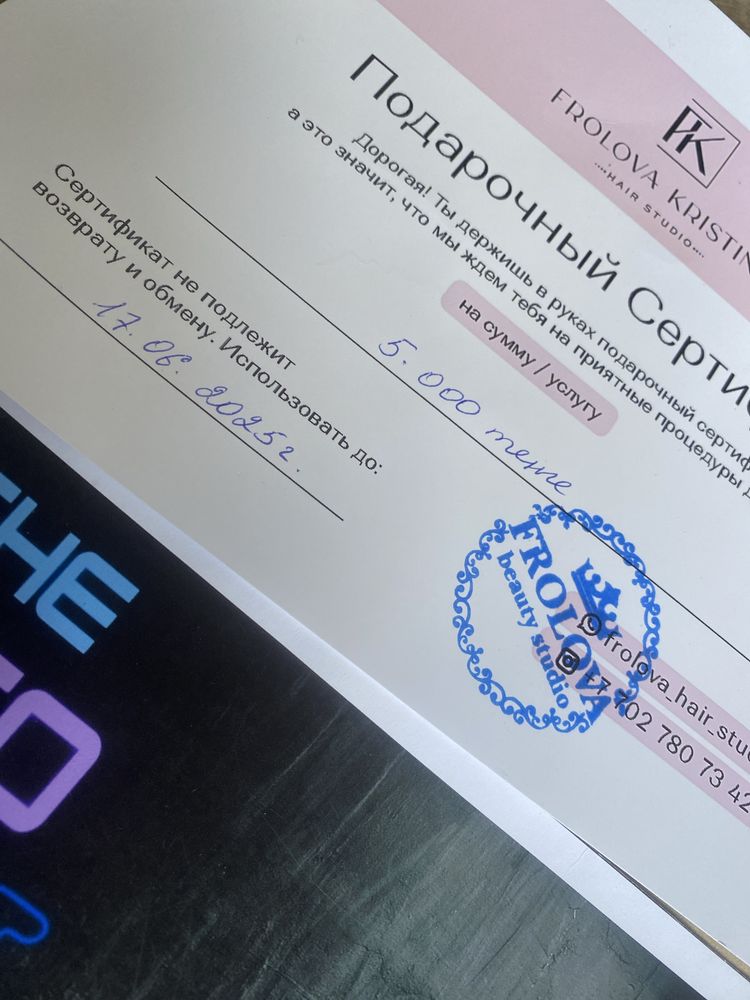 FROLOVA KRISTIN
HAIR STUDIO
Подарочный Серти
Дорогая! Ты держишь в руках подарочный сертиф
а это значит, что мы ждем тебя на приятные процедуры
на сумму / услугу
5.000 тенге
Сертификат не подлежит
возврату и обмену. Использовать до:
17.06.2025г.
FROLOVA
beauty studio
frolova_hair_stu
+7 702 780 73 42
THE